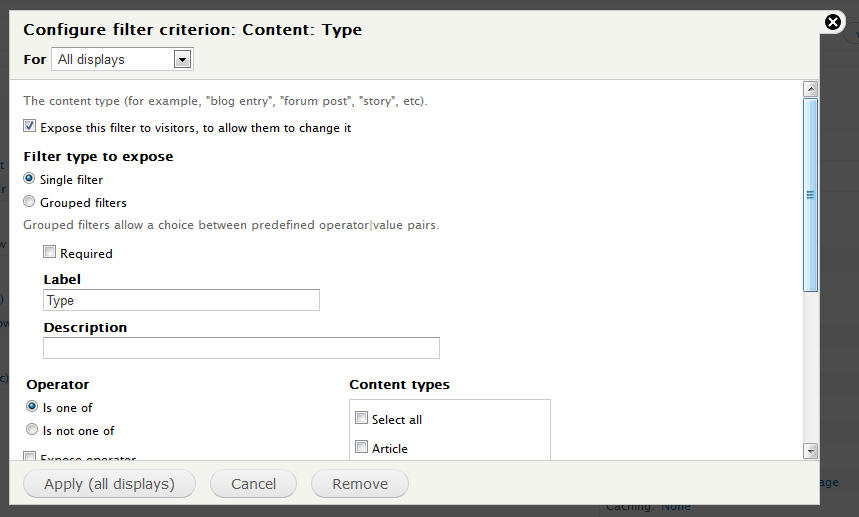 Configure filter criterion: Content: Type
For All displays
The content type (for example, "blog entry", "forum post", "story", etc).
Expose this filter to visitors, to allow them to change it
Filter type to expose
Single filter
Grouped filters
Grouped filters allow a choice between predefined operator|value pairs.
Required
Label
Type
Description
Operator Content types
Is one of
Select all
Is not one of
Article
Expose operator
Apply (all displays) Cancel Remove
Caching: None